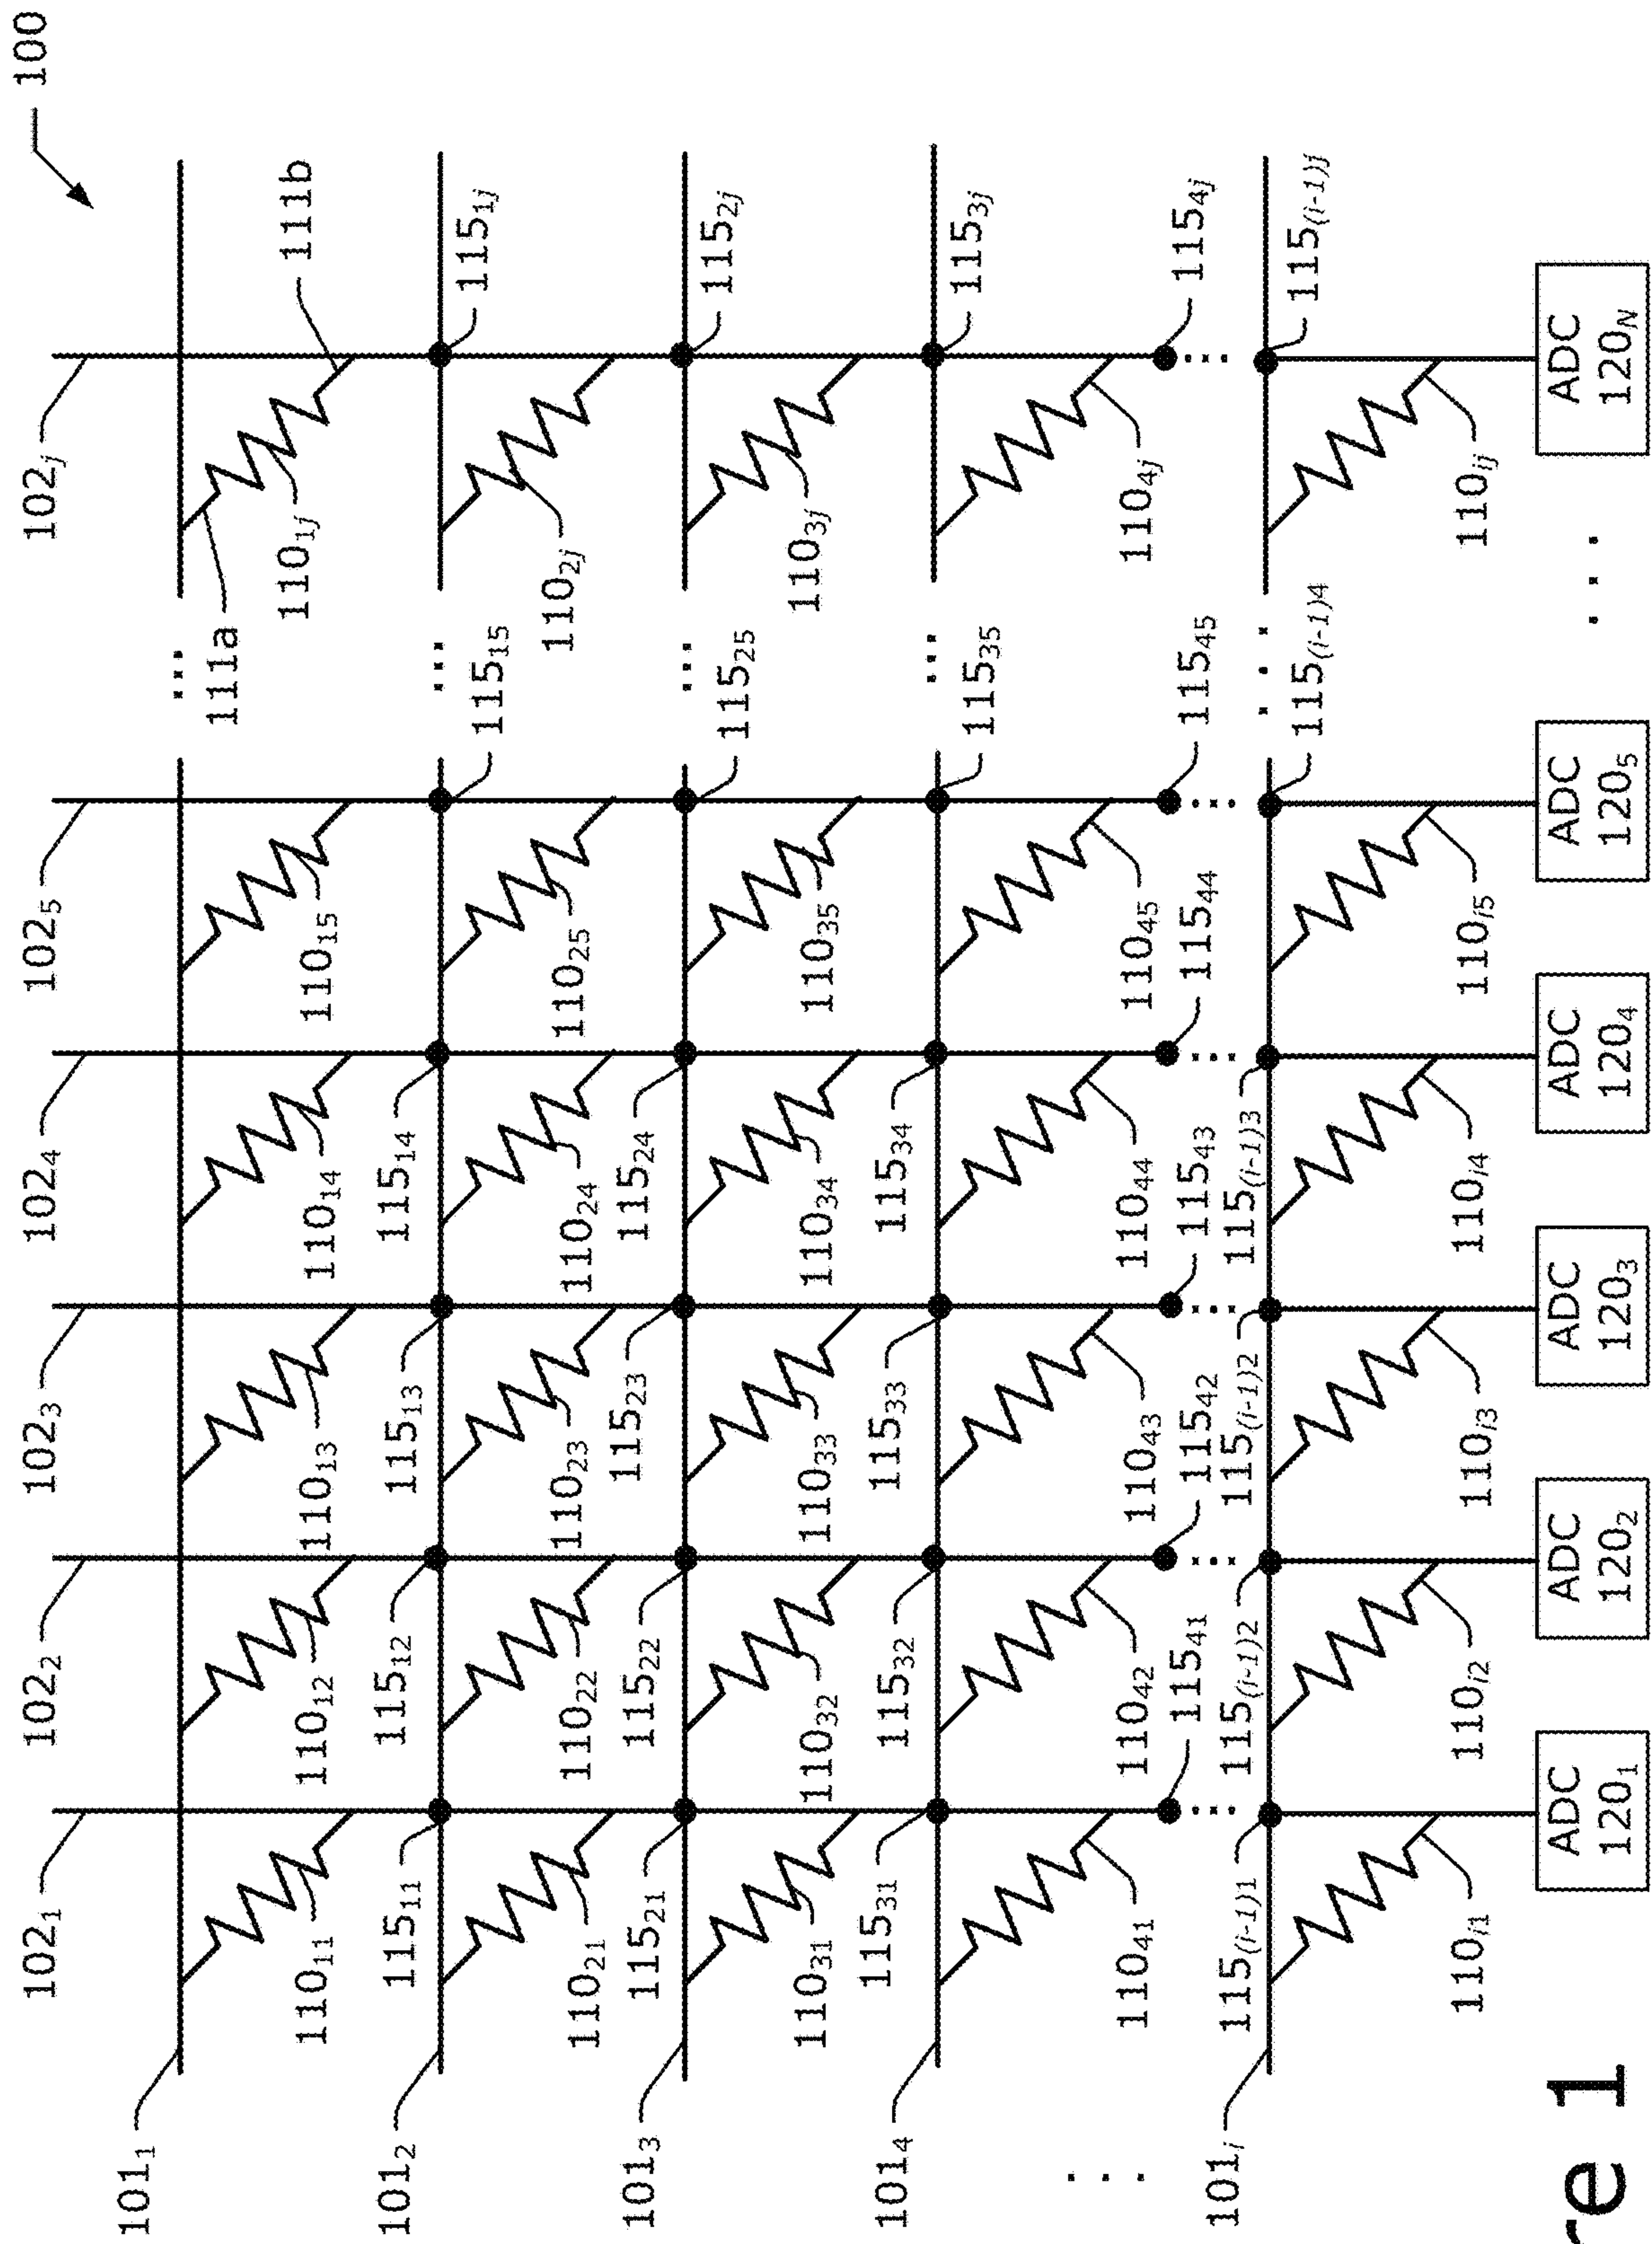 100
102₁ 102₂ 102₃ 102₄ 102₅ 102ⱼ
101₁
111a 111b
110₁₁ 110₁₂ 110₁₃ 110₁₄ 110₁₅ ... 110₁ⱼ
101₂
115₁₁ 115₁₂ 115₁₃ 115₁₄ 115₁₅ ... 115₁ⱼ
110₂₁ 110₂₂ 110₂₃ 110₂₄ 110₂₅ 110₂ⱼ
101₃
115₂₁ 115₂₂ 115₂₃ 115₂₄ 115₂₅ ... 115₂ⱼ
110₃₁ 110₃₂ 110₃₃ 110₃₄ 110₃₅ 110₃ⱼ
101₄
115₃₁ 115₃₂ 115₃₃ 115₃₄ 115₃₅ ... 115₃ⱼ
110₄₁ 110₄₂ 110₄₃ 110₄₄ 110₄₅ 110₄ⱼ
115₄₁ 115₄₂ 115₄₃ 115₄₄ 115₄₅ 115₄ⱼ
101ᵢ
115₍ᵢ₋₁₎₁ 115₍ᵢ₋₁₎₂ 115₍ᵢ₋₁₎₂ 115₍ᵢ₋₁₎₃ 115₍ᵢ₋₁₎₄ ... 115₍ᵢ₋₁₎ⱼ
110ᵢ₁ 110ᵢ₂ 110ᵢ₃ 110ᵢ₄ 110ᵢ₅ 110ᵢⱼ
ADC ADC ADC ADC ADC ... ADC
120₁ 120₂ 120₃ 120₄ 120₅ 120_N
re 1